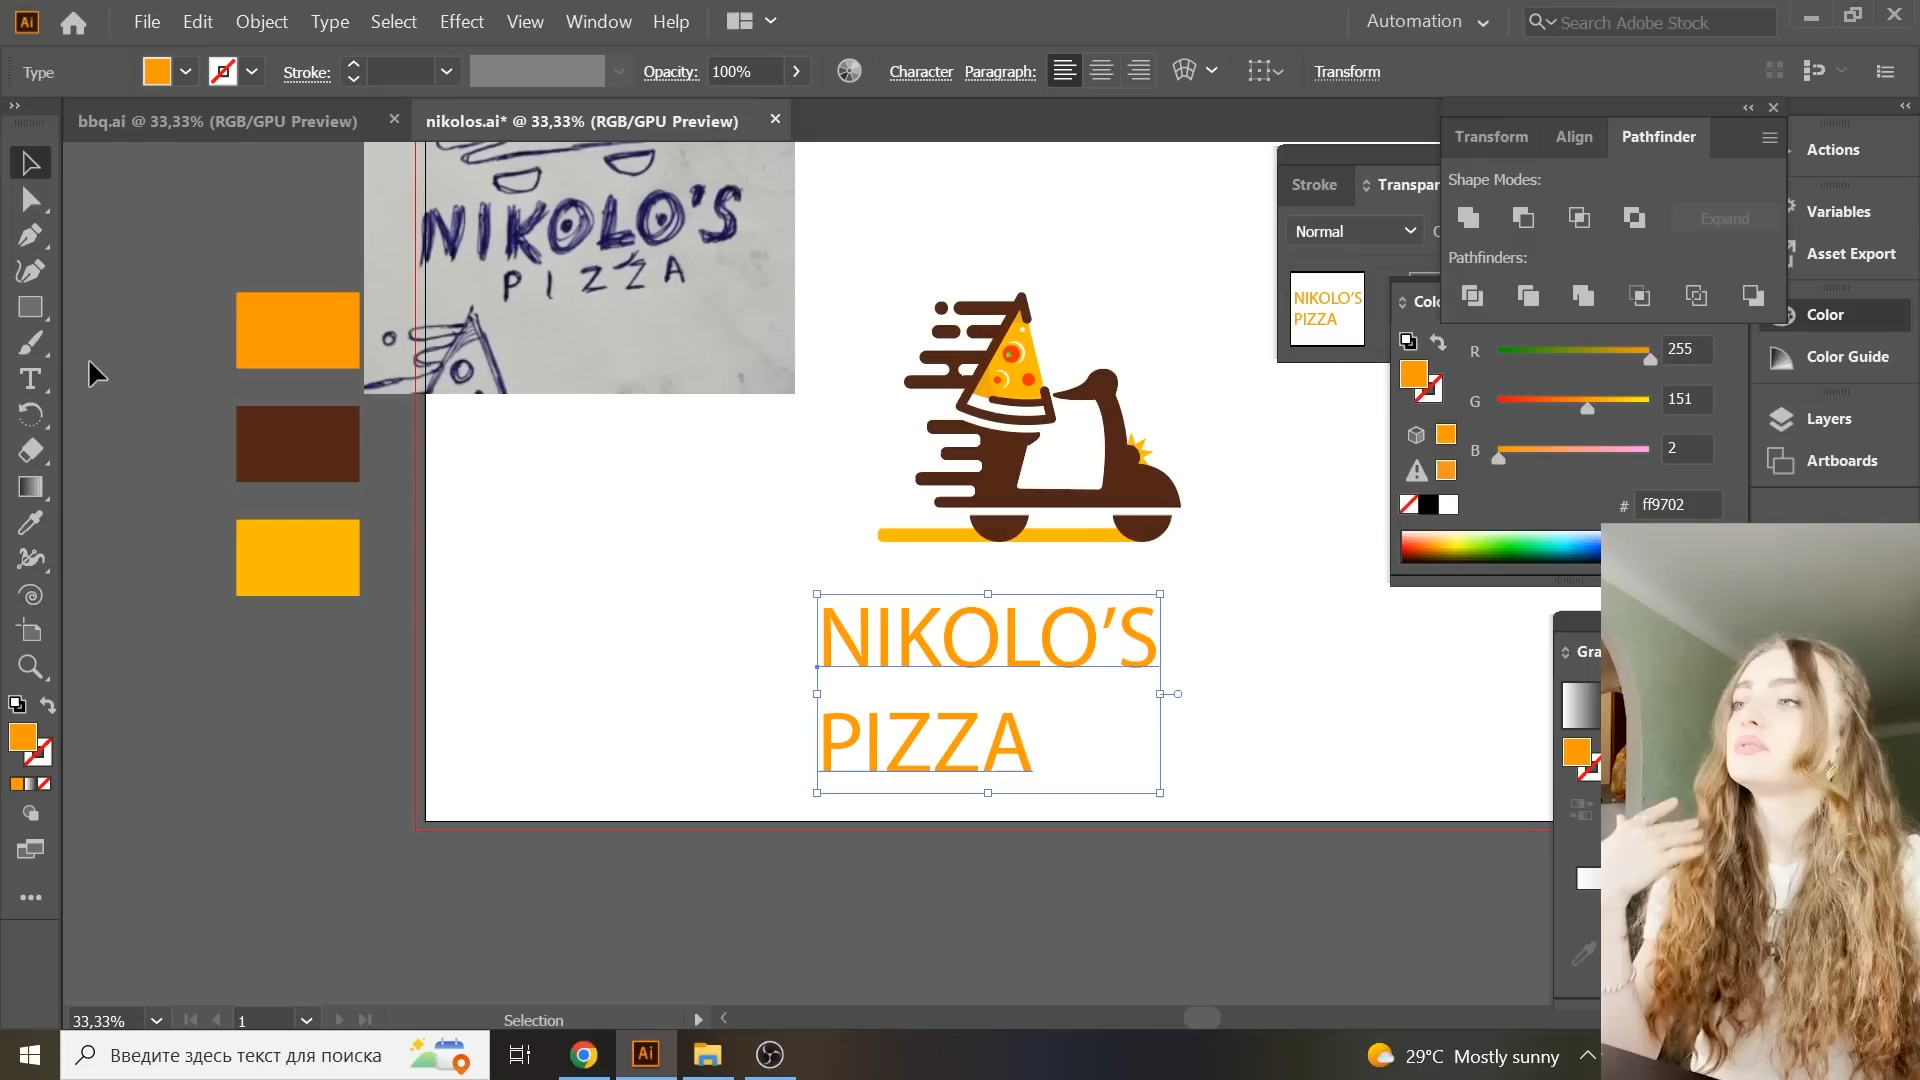 Ai File Edit Object Type Select Effect View Window Help Automation Search Adobe Stock
Type Stroke: Opacity: 100% Character Paragraph: Transform
bbq.ai @ 33,33% (RGB/GPU Preview) nikolos.ai* @ 33,33% (RGB/GPU Preview)
NIKOLO'S
PIZZA
NIKOLO'S
PIZZA
Stroke Transpar
Normal
NIKOLO'S
PIZZA
Transform Align Pathfinder
Shape Modes:
Expand
Pathfinders:
Colo
R 255
G 151
B 2
# ff9702
Gra
Actions
Variables
Asset Export
Color
Color Guide
Layers
Artboards
33,33% 1 Selection
Введите здесь текст для поиска Ai 29°C Mostly sunny